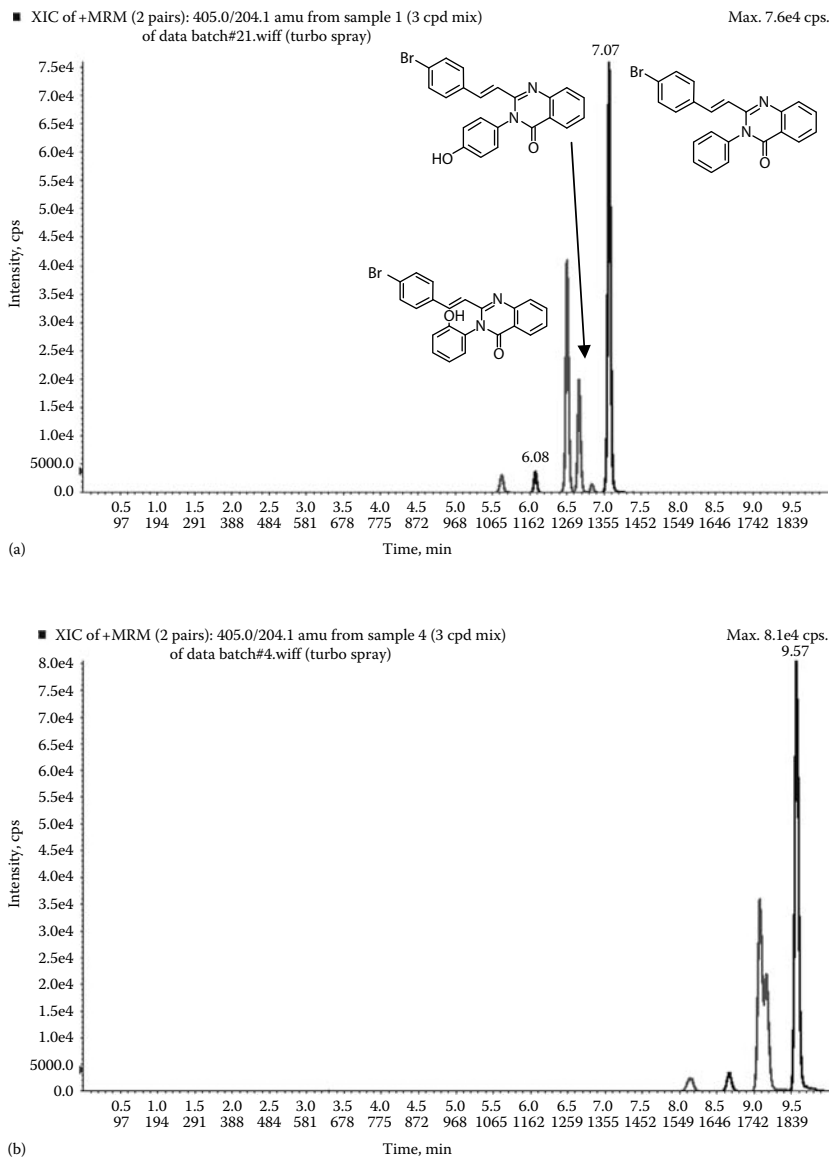 XIC of +MRM (2 pairs): 405.0/204.1 amu from sample 1 (3 cpd mix)
of data batch#21.wiff (turbo spray)
Max. 7.6e4 cps.
7.07
Br
N
N
O
HO
Br
N
N
O
Br
OH
N
N
O
6.08
Intensity, cps
7.5e4
7.0e4
6.5e4
6.0e4
5.5e4
5.0e4
4.5e4
4.0e4
3.5e4
3.0e4
2.5e4
2.0e4
1.5e4
1.0e4
5000.0
0.0
0.5 1.0 1.5 2.0 2.5 3.0 3.5 4.0 4.5 5.0 5.5 6.0 6.5 7.0 7.5 8.0 8.5 9.0 9.5
97 194 291 388 484 581 678 775 872 968 1065 1162 1269 1355 1452 1549 1646 1742 1839
Time, min
(a)
XIC of +MRM (2 pairs): 405.0/204.1 amu from sample 4 (3 cpd mix)
of data batch#4.wiff (turbo spray)
Max. 8.1e4 cps.
9.57
Intensity, cps
8.0e4
7.5e4
7.0e4
6.5e4
6.0e4
5.5e4
5.0e4
4.5e4
4.0e4
3.5e4
3.0e4
2.5e4
2.0e4
1.5e4
1.0e4
5000.0
0.0
0.5 1.0 1.5 2.0 2.5 3.0 3.5 4.0 4.5 5.0 5.5 6.0 6.5 7.0 7.5 8.0 8.5 9.0 9.5
97 194 291 388 484 581 678 775 872 968 1065 1162 1259 1355 1452 1549 1646 1742 1839
Time, min
(b)